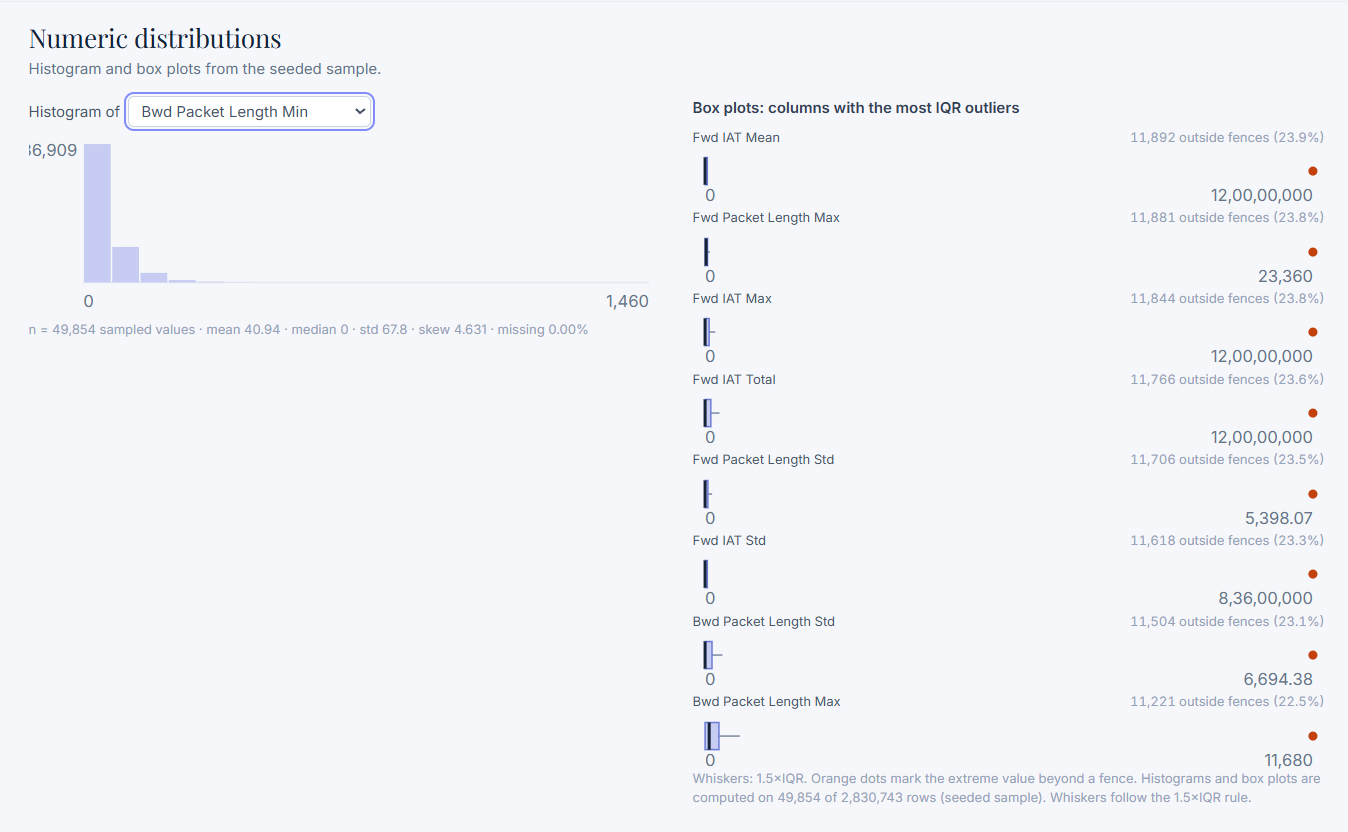 Numeric distributions
Histogram and box plots from the seeded sample.
Histogram of Bwd Packet Length Min
6,909
0 1,460
n = 49,854 sampled values · mean 40.94 · median 0 · std 67.8 · skew 4.631 · missing 0.00%
Box plots: columns with the most IQR outliers
Fwd IAT Mean 11,892 outside fences (23.9%)
0 12,00,00,000
Fwd Packet Length Max 11,881 outside fences (23.8%)
0 23,360
Fwd IAT Max 11,844 outside fences (23.8%)
0 12,00,00,000
Fwd IAT Total 11,766 outside fences (23.6%)
0 12,00,00,000
Fwd Packet Length Std 11,706 outside fences (23.5%)
0 5,398.07
Fwd IAT Std 11,618 outside fences (23.3%)
0 8,36,00,000
Bwd Packet Length Std 11,504 outside fences (23.1%)
0 6,694.38
Bwd Packet Length Max 11,221 outside fences (22.5%)
0 11,680
Whiskers: 1.5×IQR. Orange dots mark the extreme value beyond a fence. Histograms and box plots are
computed on 49,854 of 2,830,743 rows (seeded sample). Whiskers follow the 1.5×IQR rule.